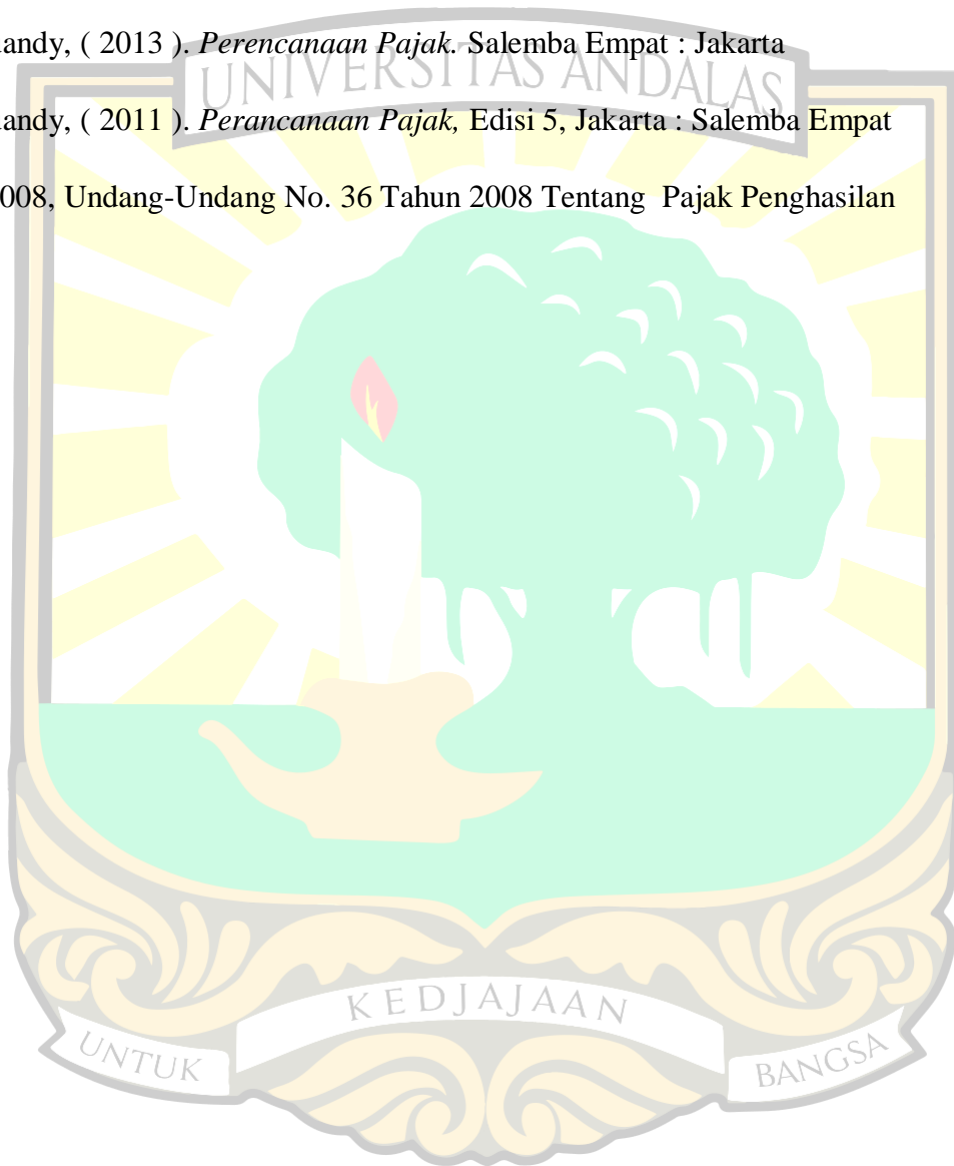 andy, ( 2013 ). Perencanaan Pajak. Salemba Empat : Jakarta
UNIVERSITAS ANDALAS
andy, ( 2011 ). Perancanaan Pajak, Edisi 5, Jakarta : Salemba Empat
008, Undang-Undang No. 36 Tahun 2008 Tentang Pajak Penghasilan
KEDJAJAAN
UNTUK
BANGSA